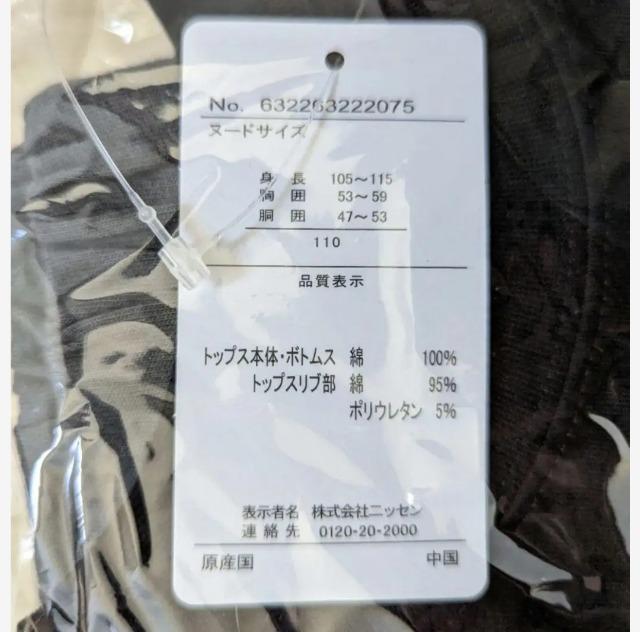 No. 632263222075
ヌードサイズ
身 長 105～115
胸 囲 53～59
胴 囲 47～53
110
品質表示
トップス本体・ボトムス 綿 100%
トップスリブ部 綿 95%
ポリウレタン 5%
表示者名 株式会社ニッセン
連絡先 0120-20-2000
原産国 中国